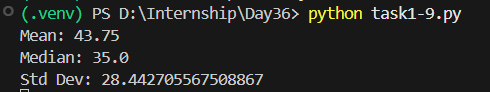 (.venv) PS D:\Internship\Day36> python task1-9.py
Mean: 43.75
Median: 35.0
Std Dev: 28.442705567508867